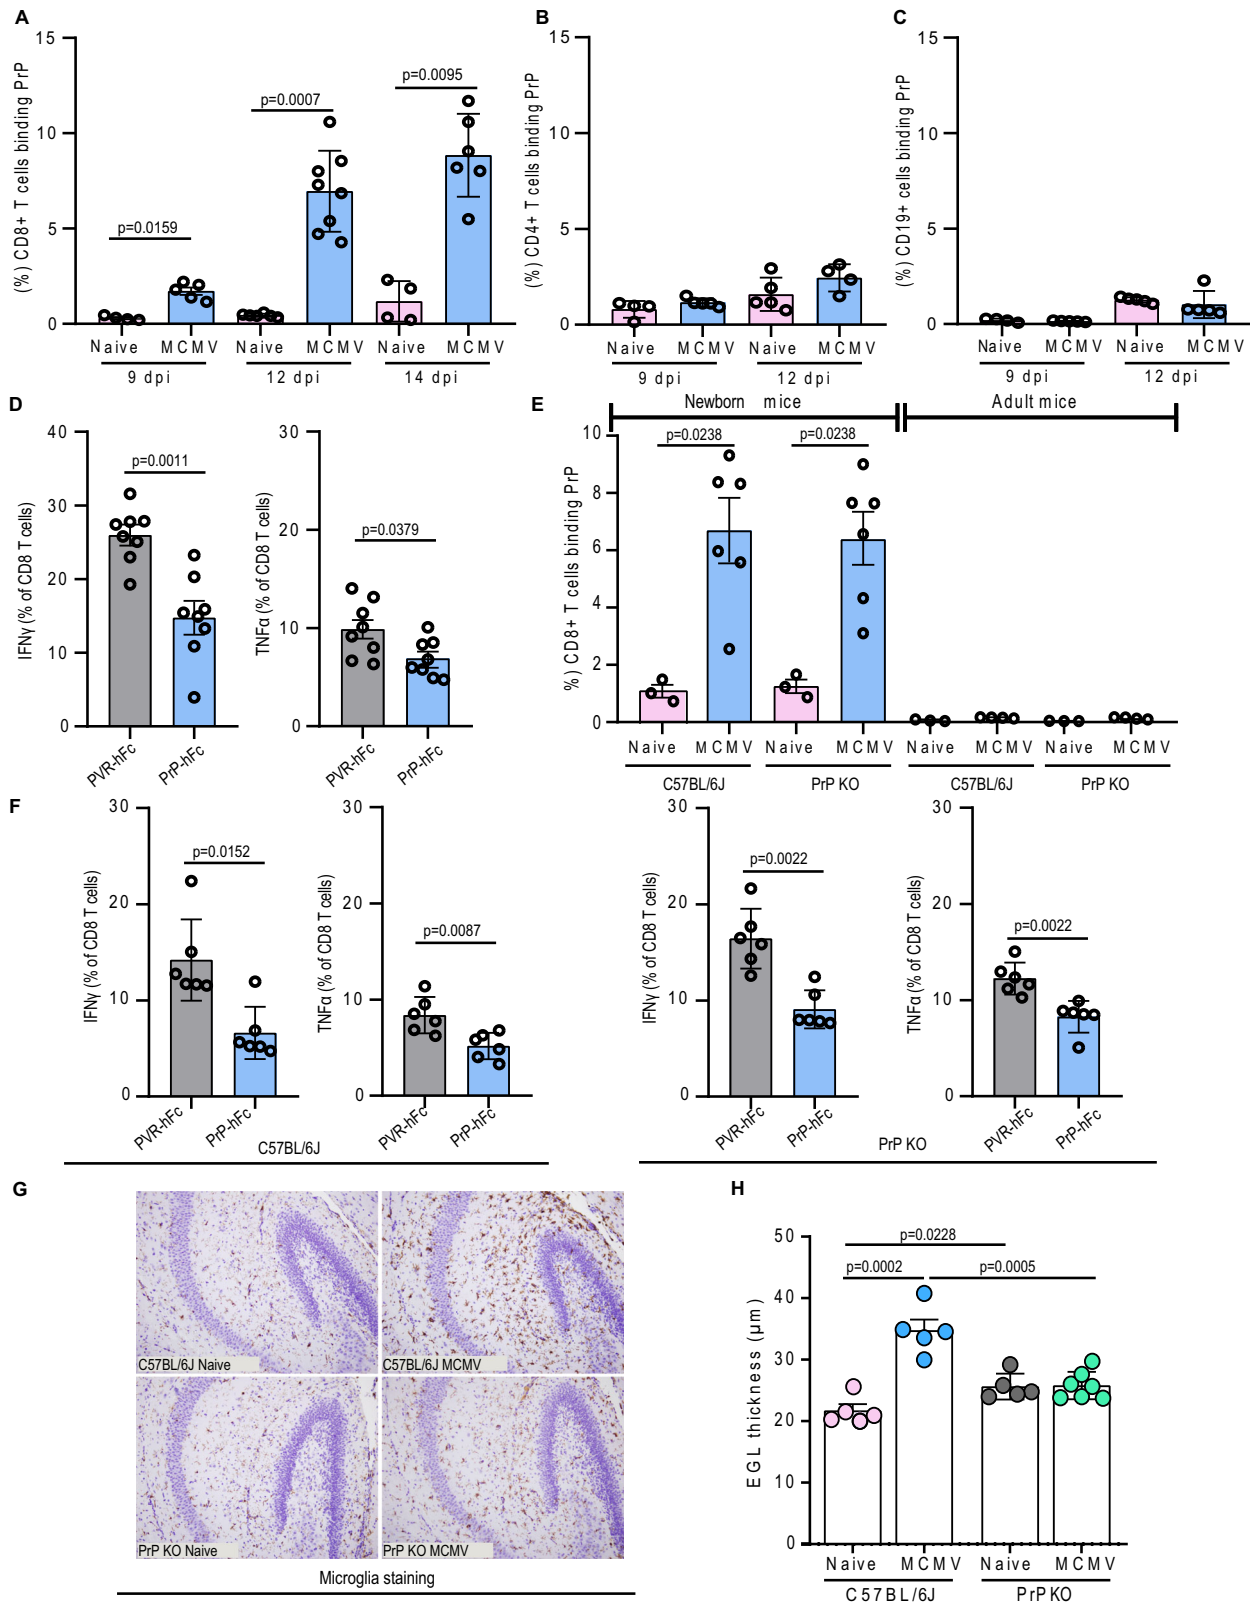 A
(%) CD8+ T cells binding PrP
15
10
5
0
p=0.0159
p=0.0007
p=0.0095
Naive MCMV Naive MCMV Naive MCMV
9 dpi 12 dpi 14 dpi
B
(%) CD4+ T cells binding PrP
15
10
5
0
Naive MCMV Naive MCMV
9 dpi 12 dpi
C
(%) CD19+ cells binding PrP
15
10
5
0
Naive MCMV Naive MCMV
9 dpi 12 dpi
D
IFNγ (% of CD8 T cells)
40
30
20
10
0
p=0.0011
PVR-hFc PrP-hFc
TNFα (% of CD8 T cells)
30
20
10
0
p=0.0379
PVR-hFc PrP-hFc
E
Newborn mice Adult mice
%) CD8+ T cells binding PrP
10
8
6
4
2
0
p=0.0238 p=0.0238
Naive MCMV Naive MCMV Naive MCMV Naive MCMV
C57BL/6J PrP KO C57BL/6J PrP KO
F
IFNγ (% of CD8 T cells)
30
20
10
0
p=0.0152
PVR-hFc PrP-hFc
TNFα (% of CD8 T cells)
30
20
10
0
p=0.0087
PVR-hFc PrP-hFc
C57BL/6J
IFNγ (% of CD8 T cells)
30
20
10
0
p=0.0022
PVR-hFc PrP-hFc
TNFα (% of CD8 T cells)
30
20
10
0
p=0.0022
PVR-hFc PrP-hFc
PrP KO
G
C57BL/6J Naive
C57BL/6J MCMV
PrP KO Naive
PrP KO MCMV
Microglia staining
H
EGL thickness (µm)
50
40
30
20
10
0
p=0.0228
p=0.0002 p=0.0005
Naive MCMV Naive MCMV
C57BL/6J PrP KO